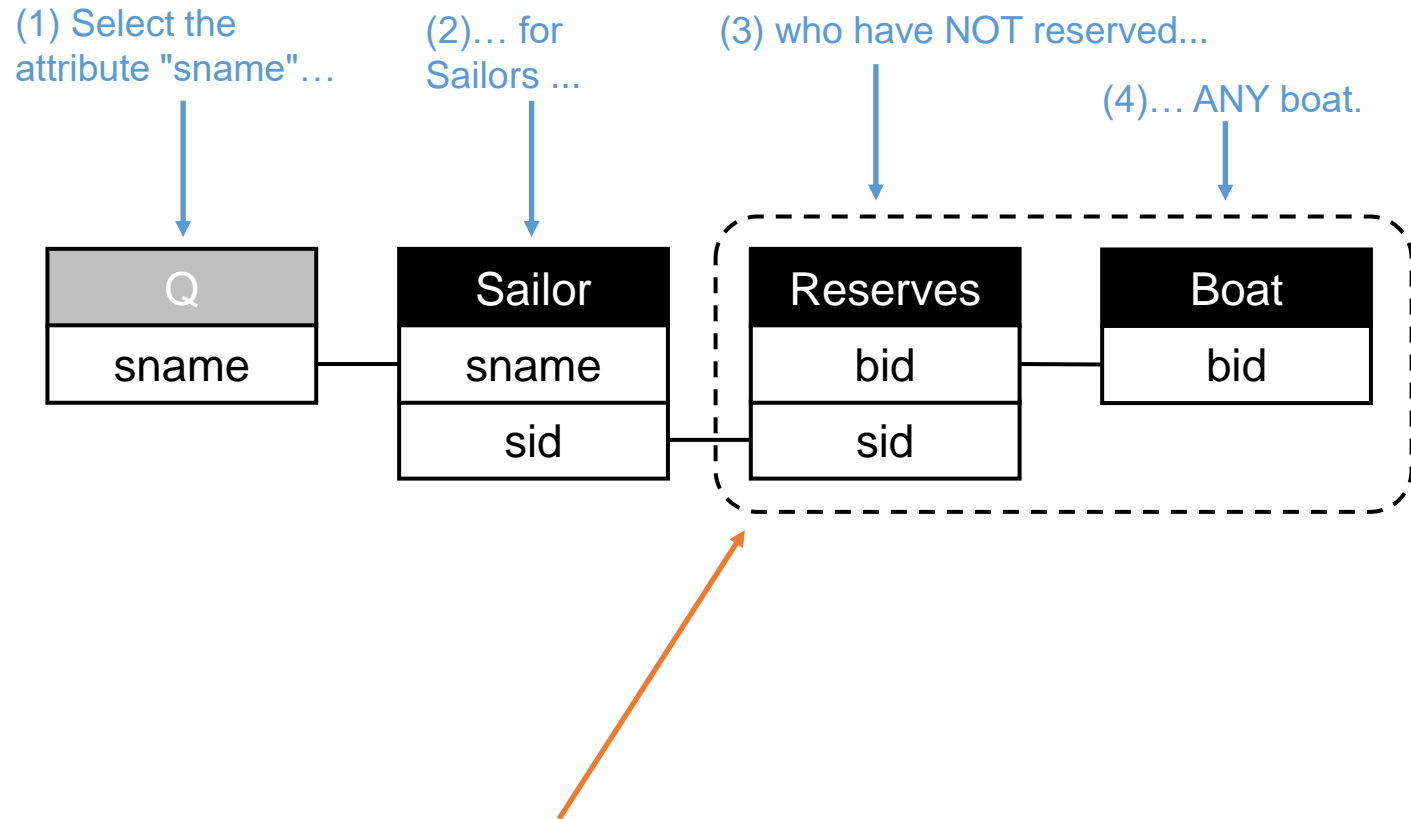 (1) Select the
attribute "sname"…
(2)… for
Sailors ...
(3) who have NOT reserved...
(4)… ANY boat.
Q
sname
Sailor
sname
sid
Reserves
bid
sid
Boat
bid